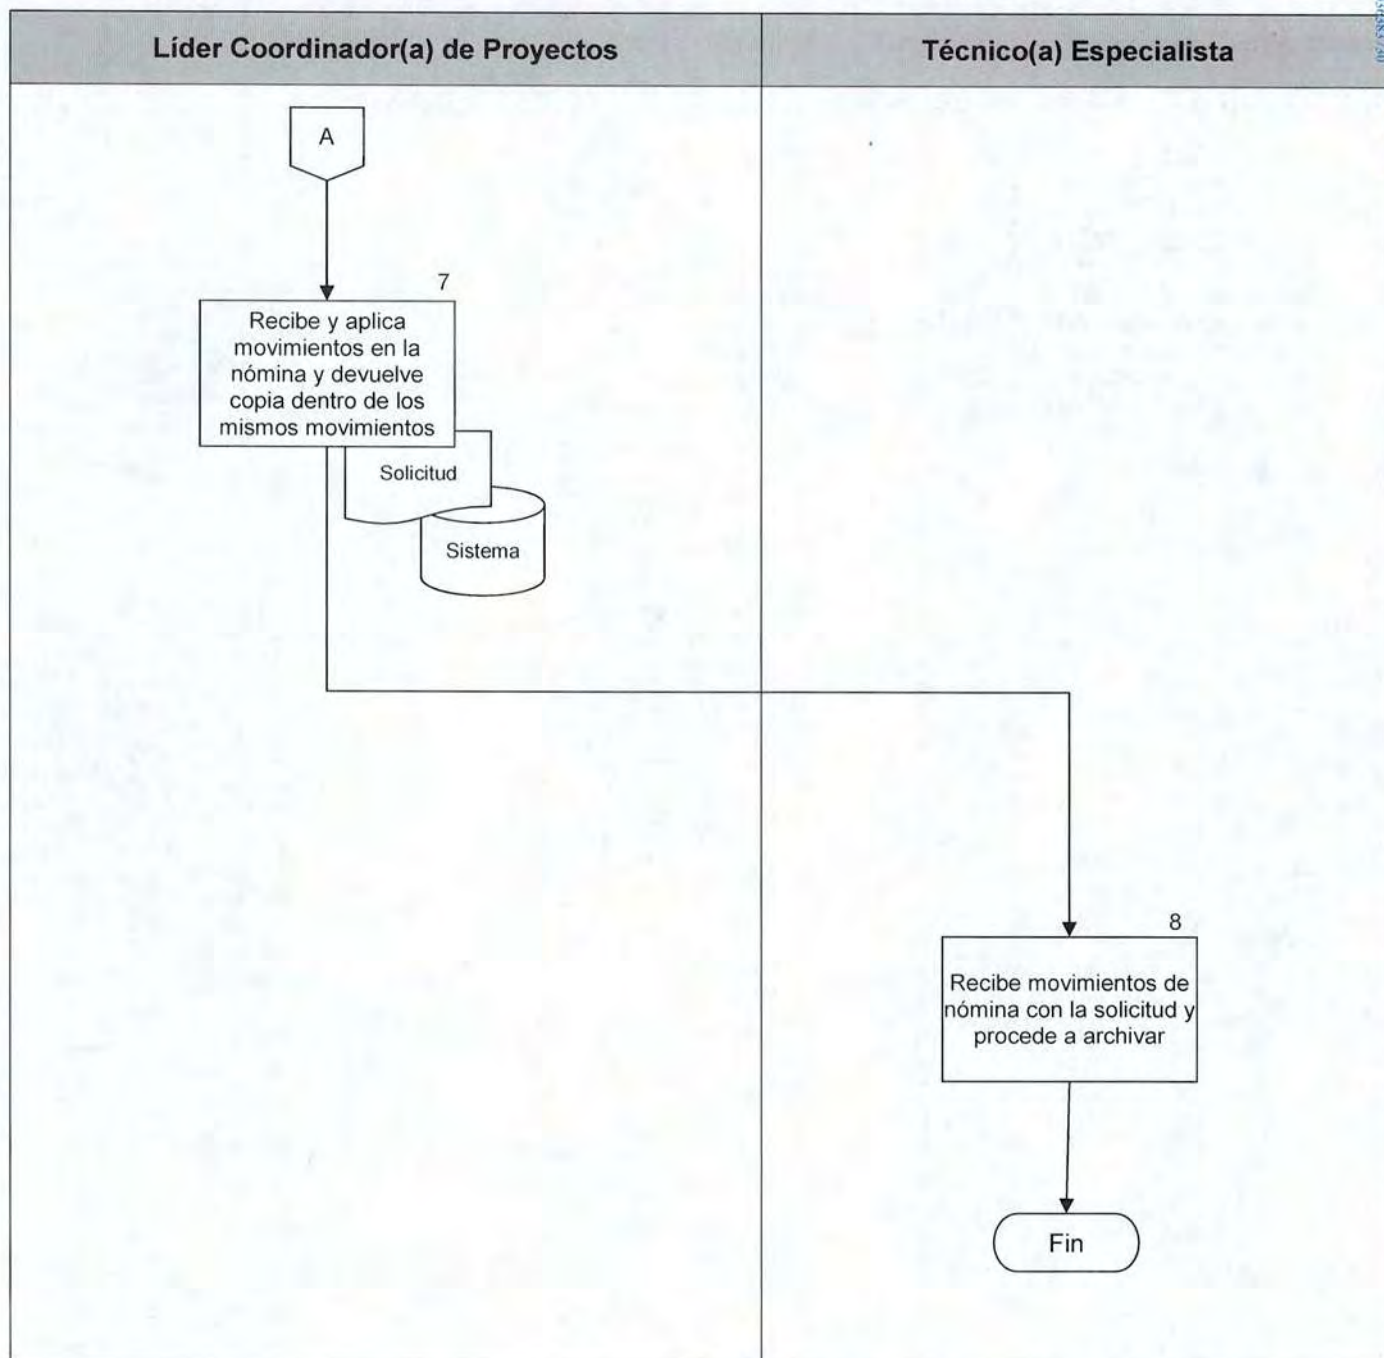 Líder Coordinador(a) de Proyectos
Técnico(a) Especialista
A
7
Recibe y aplica
movimientos en la
nómina y devuelve
copia dentro de los
mismos movimientos
Solicitud
Sistema
8
Recibe movimientos de
nómina con la solicitud y
procede a archivar
Fin